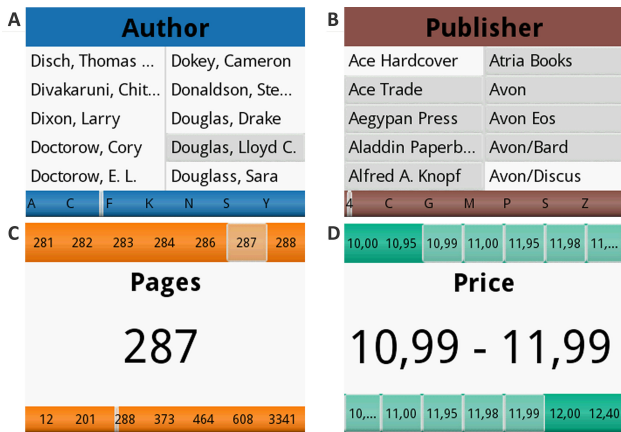 A
Author
Disch, Thomas ...
Dokey, Cameron
Divakaruni, Chit...
Donaldson, Ste...
Dixon, Larry
Douglas, Drake
Doctorow, Cory
Douglas, Lloyd C.
Doctorow, E. L.
Douglass, Sara
A C F K N S Y
B
Publisher
Ace Hardcover
Atria Books
Ace Trade
Avon
Aegypan Press
Avon Eos
Aladdin Paperb...
Avon/Bard
Alfred A. Knopf
Avon/Discus
4 C G M P S Z
C
281 282 283 284 286 287 288
Pages
287
12 201 288 373 464 608 3341
D
10,00 10,95 10,99 11,00 11,95 11,98 11,...
Price
10,99 - 11,99
10,... 11,00 11,95 11,98 11,99 12,00 12,40